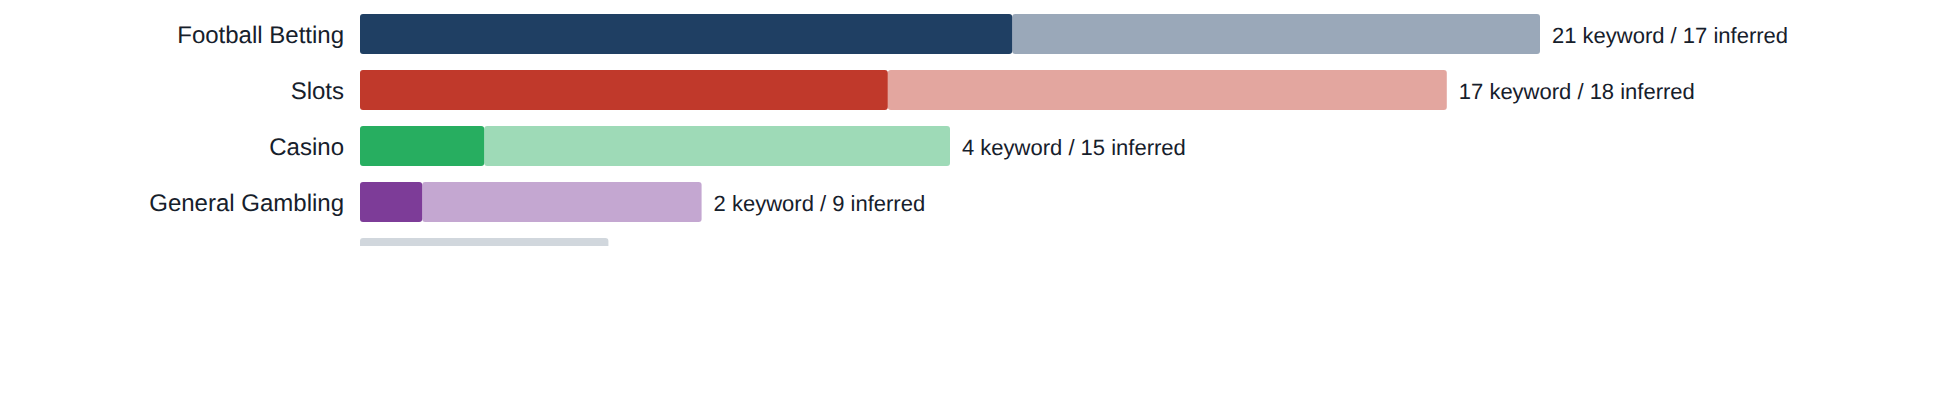 Football Betting 21 keyword / 17 inferred
Slots 17 keyword / 18 inferred
Casino 4 keyword / 15 inferred
General Gambling 2 keyword / 9 inferred